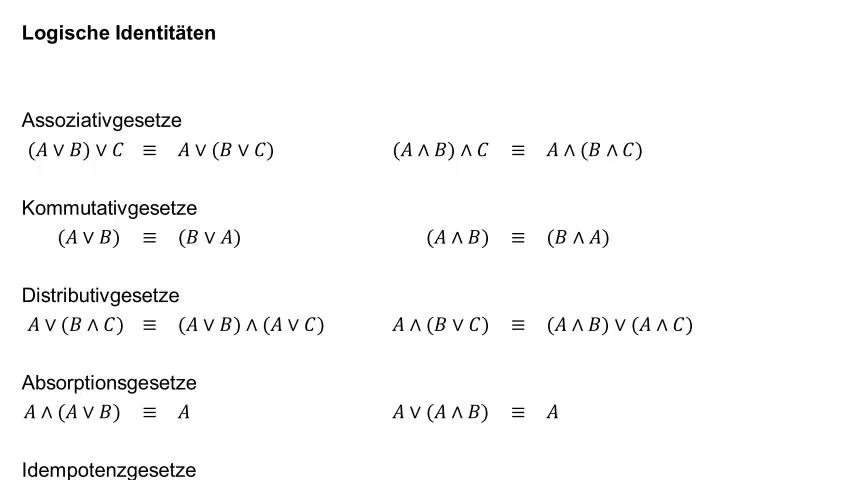 Logische Identitäten
Assoziativgesetze
(A ∨ B) ∨ C ≡ A ∨ (B ∨ C) (A ∧ B) ∧ C ≡ A ∧ (B ∧ C)
Kommutativgesetze
(A ∨ B) ≡ (B ∨ A) (A ∧ B) ≡ (B ∧ A)
Distributivgesetze
A ∨ (B ∧ C) ≡ (A ∨ B) ∧ (A ∨ C) A ∧ (B ∨ C) ≡ (A ∧ B) ∨ (A ∧ C)
Absorptionsgesetze
A ∧ (A ∨ B) ≡ A A ∨ (A ∧ B) ≡ A
Idempotenzgesetze